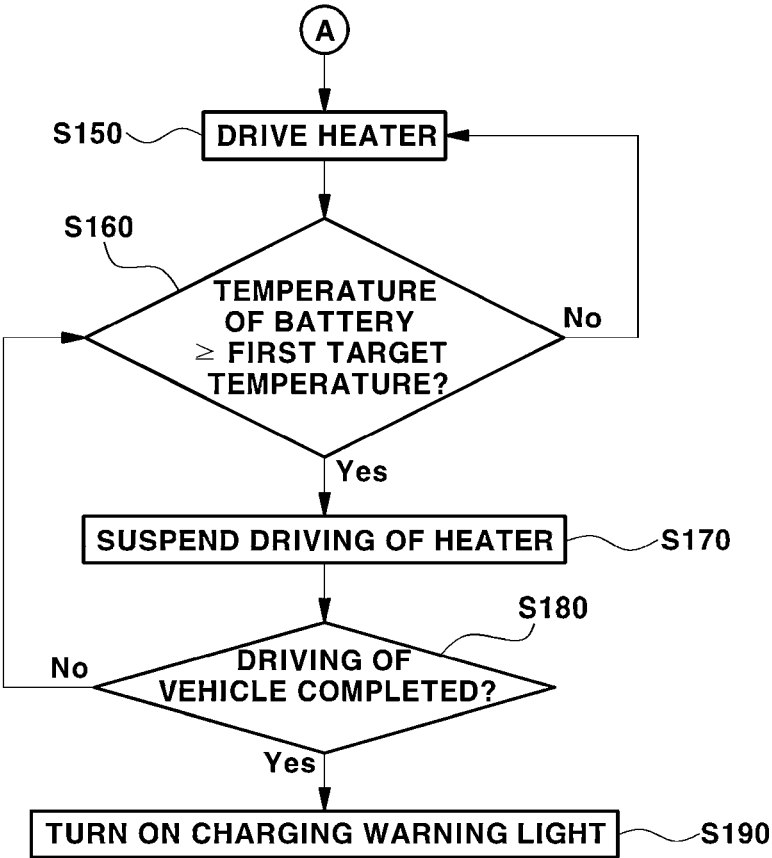 A
S150
DRIVE HEATER
S160
TEMPERATURE
OF BATTERY
≥ FIRST TARGET
TEMPERATURE?
No
Yes
SUSPEND DRIVING OF HEATER
S170
S180
DRIVING OF
VEHICLE COMPLETED?
No
Yes
TURN ON CHARGING WARNING LIGHT
S190